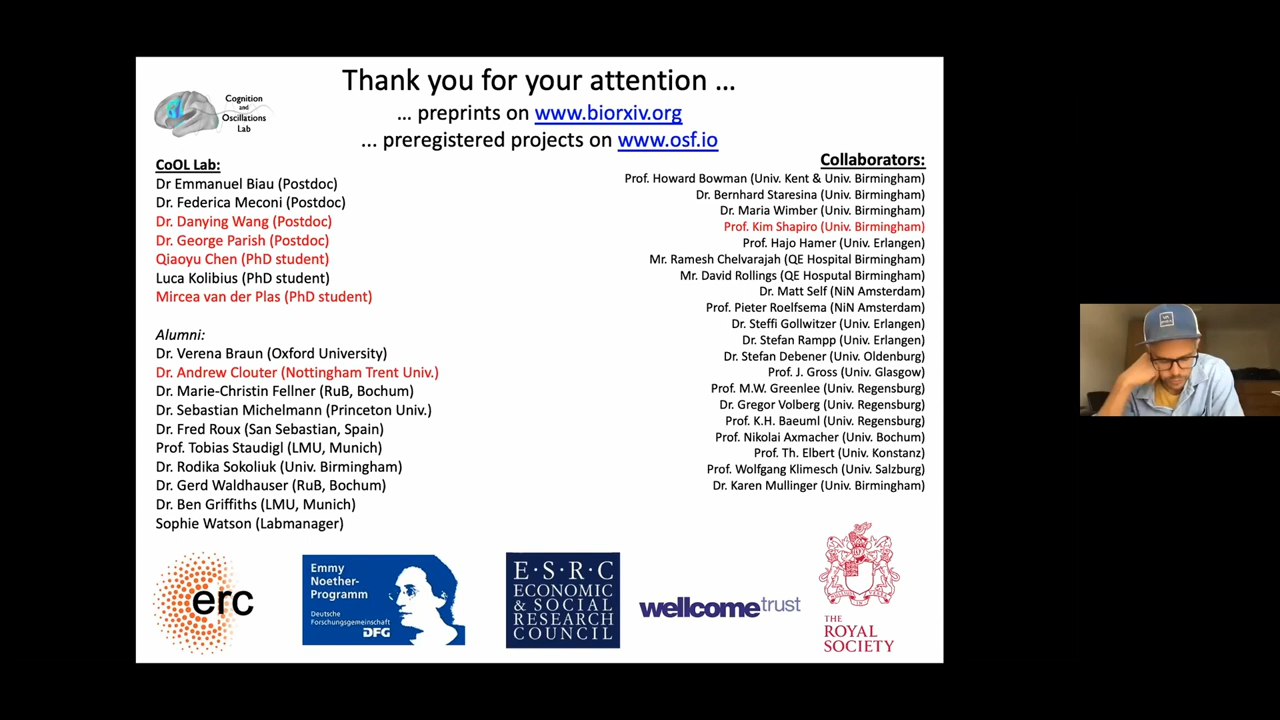 Thank you for your attention ...
... preprints on www.biorxiv.org
... preregistered projects on www.osf.io
Cognition
and
Oscillations
Lab
CoOL Lab:
Dr Emmanuel Biau (Postdoc)
Dr. Federica Meconi (Postdoc)
Dr. Danying Wang (Postdoc)
Dr. George Parish (Postdoc)
Qiaoyu Chen (PhD student)
Luca Kolibius (PhD student)
Mircea van der Plas (PhD student)
Alumni:
Dr. Verena Braun (Oxford University)
Dr. Andrew Clouter (Nottingham Trent Univ.)
Dr. Marie-Christin Fellner (RuB, Bochum)
Dr. Sebastian Michelmann (Princeton Univ.)
Dr. Fred Roux (San Sebastian, Spain)
Prof. Tobias Staudigl (LMU, Munich)
Dr. Rodika Sokoliuk (Univ. Birmingham)
Dr. Gerd Waldhauser (RuB, Bochum)
Dr. Ben Griffiths (LMU, Munich)
Sophie Watson (Labmanager)
Collaborators:
Prof. Howard Bowman (Univ. Kent & Univ. Birmingham)
Dr. Bernhard Staresina (Univ. Birmingham)
Dr. Maria Wimber (Univ. Birmingham)
Prof. Kim Shapiro (Univ. Birmingham)
Prof. Hajo Hamer (Univ. Erlangen)
Mr. Ramesh Chelvarajah (QE Hospital Birmingham)
Mr. David Rollings (QE Hosputal Birmingham)
Dr. Matt Self (NiN Amsterdam)
Prof. Pieter Roelfsema (NiN Amsterdam)
Dr. Steffi Gollwitzer (Univ. Erlangen)
Dr. Stefan Rampp (Univ. Erlangen)
Dr. Stefan Debener (Univ. Oldenburg)
Prof. J. Gross (Univ. Glasgow)
Prof. M.W. Greenlee (Univ. Regensburg)
Dr. Gregor Volberg (Univ. Regensburg)
Prof. K.H. Baeuml (Univ. Regensburg)
Prof. Nikolai Axmacher (Univ. Bochum)
Prof. Th. Elbert (Univ. Konstanz)
Prof. Wolfgang Klimesch (Univ. Salzburg)
Dr. Karen Mullinger (Univ. Birmingham)
erc
Emmy
Noether-
Programm
Deutsche
Forschungsgemeinschaft
DFG
E·S·R·C
ECONOMIC
& SOCIAL
RESEARCH
COUNCIL
wellcometrust
THE
ROYAL
SOCIETY